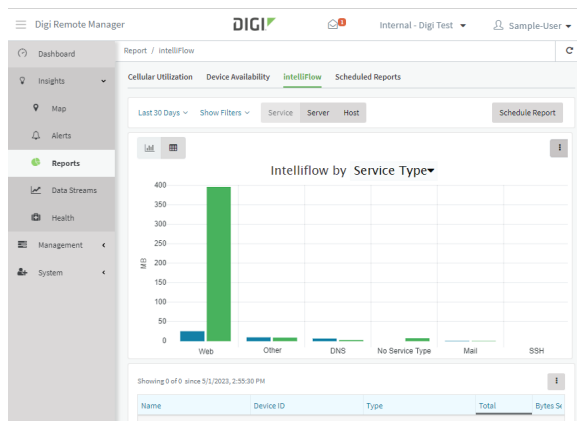 Digi Remote Manager
DIGI
1
Internal - Digi Test
Sample-User
Dashboard
Report / intelliFlow
Insights
Cellular Utilization Device Availability intelliFlow Scheduled Reports
Map
Last 30 Days Show Filters Service Server Host Schedule Report
Alerts
Reports
Data Streams
Health
Management
System
Intelliflow by Service Type
400
350
300
250
200
150
100
50
0
MB
Web Other DNS No Service Type Mail SSH
Showing 0 of 0 since 5/1/2023, 2:55:30 PM
Name Device ID Type Total Bytes Se